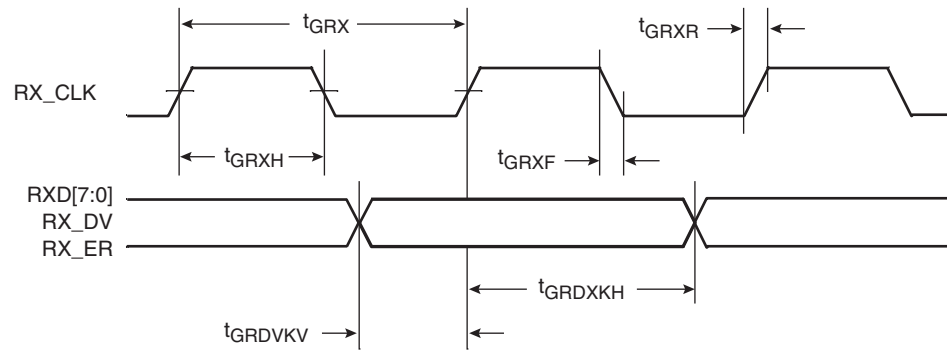 tGRX
tGRXR
RX_CLK
tGRXH
tGRXF
RXD[7:0]
RX_DV
RX_ER
tGRDXKH
tGRDVKV